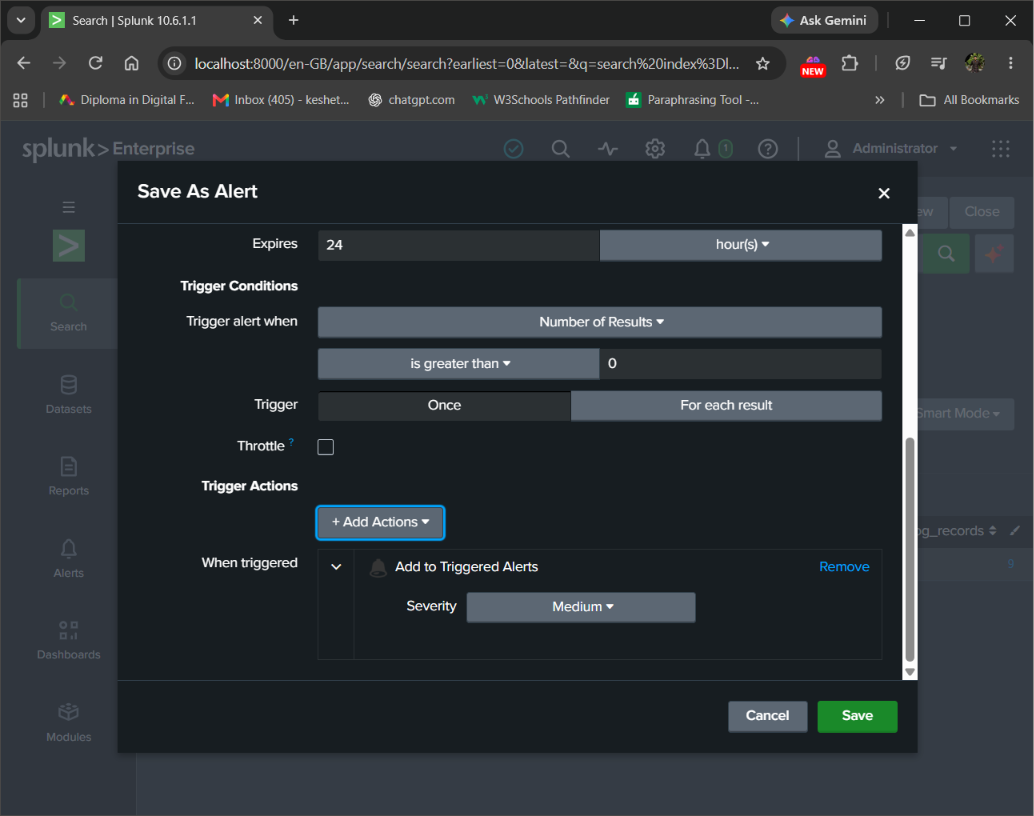 Search | Splunk 10.6.1.1
Ask Gemini
localhost:8000/en-GB/app/search/search?earliest=0&latest=&q=search%20index%3Dl...
NEW
Diploma in Digital F...
Inbox (405) - keshet...
chatgpt.com
W3Schools Pathfinder
Paraphrasing Tool -...
»
All Bookmarks
splunk> Enterprise
1
Administrator
Save As Alert
ew
Close
Expires
24
hour(s)
Trigger Conditions
Search
Trigger alert when
Number of Results
is greater than
0
Datasets
Trigger
Once
For each result
Smart Mode
Throttle ?
Reports
Trigger Actions
+ Add Actions
og_records
When triggered
Add to Triggered Alerts
Remove
9
Alerts
Severity
Medium
Dashboards
Cancel
Save
Modules